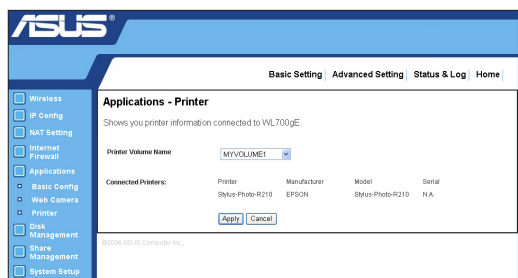 ASUS®
Basic Setting | Advanced Setting | Status & Log | Home
Wireless
IP Config
NAT Setting
Internet
Firewall
Applications
Basic Config
Web Camera
Printer
Disk
Management
Share
Management
System Setup
Applications - Printer
Shows you printer information connected to WL700gE.
Printer Volume Name MYVOLUME1
Connected Printers: Printer Manufacturer Model Serial
Stylus-Photo-R210 EPSON Stylus-Photo-R210 N.A.
Apply Cancel
©2006 ASUS Computer Inc.,